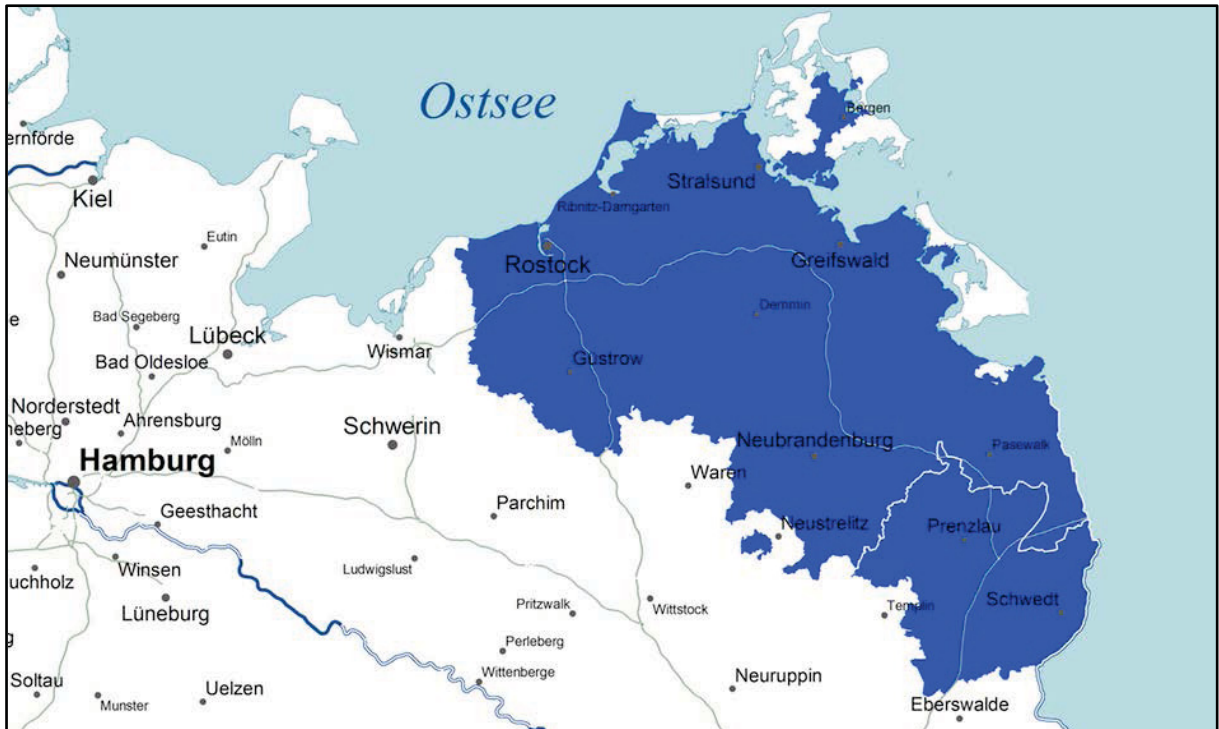 Ostsee
Bergen
ernförde
Stralsund
Kiel
Ribnitz-Damgarten
Eutin
Rostock
Greifswald
Neumünster
Demmin
Bad Segeberg
e
Lübeck
Wismar
Bad Oldesloe
Güstrow
Norderstedt
Ahrensburg
neberg
Mölln
Schwerin
Neubrandenburg
Pasewalk
Hamburg
Waren
Parchim
Geesthacht
Neustrelitz
Prenzlau
Winsen
Ludwigslust
uchholz
Lüneburg
Pritzwalk
Wittstock
Templin
Schwedt
g
Perleberg
Wittenberge
Soltau
Uelzen
Neuruppin
Munster
Eberswalde